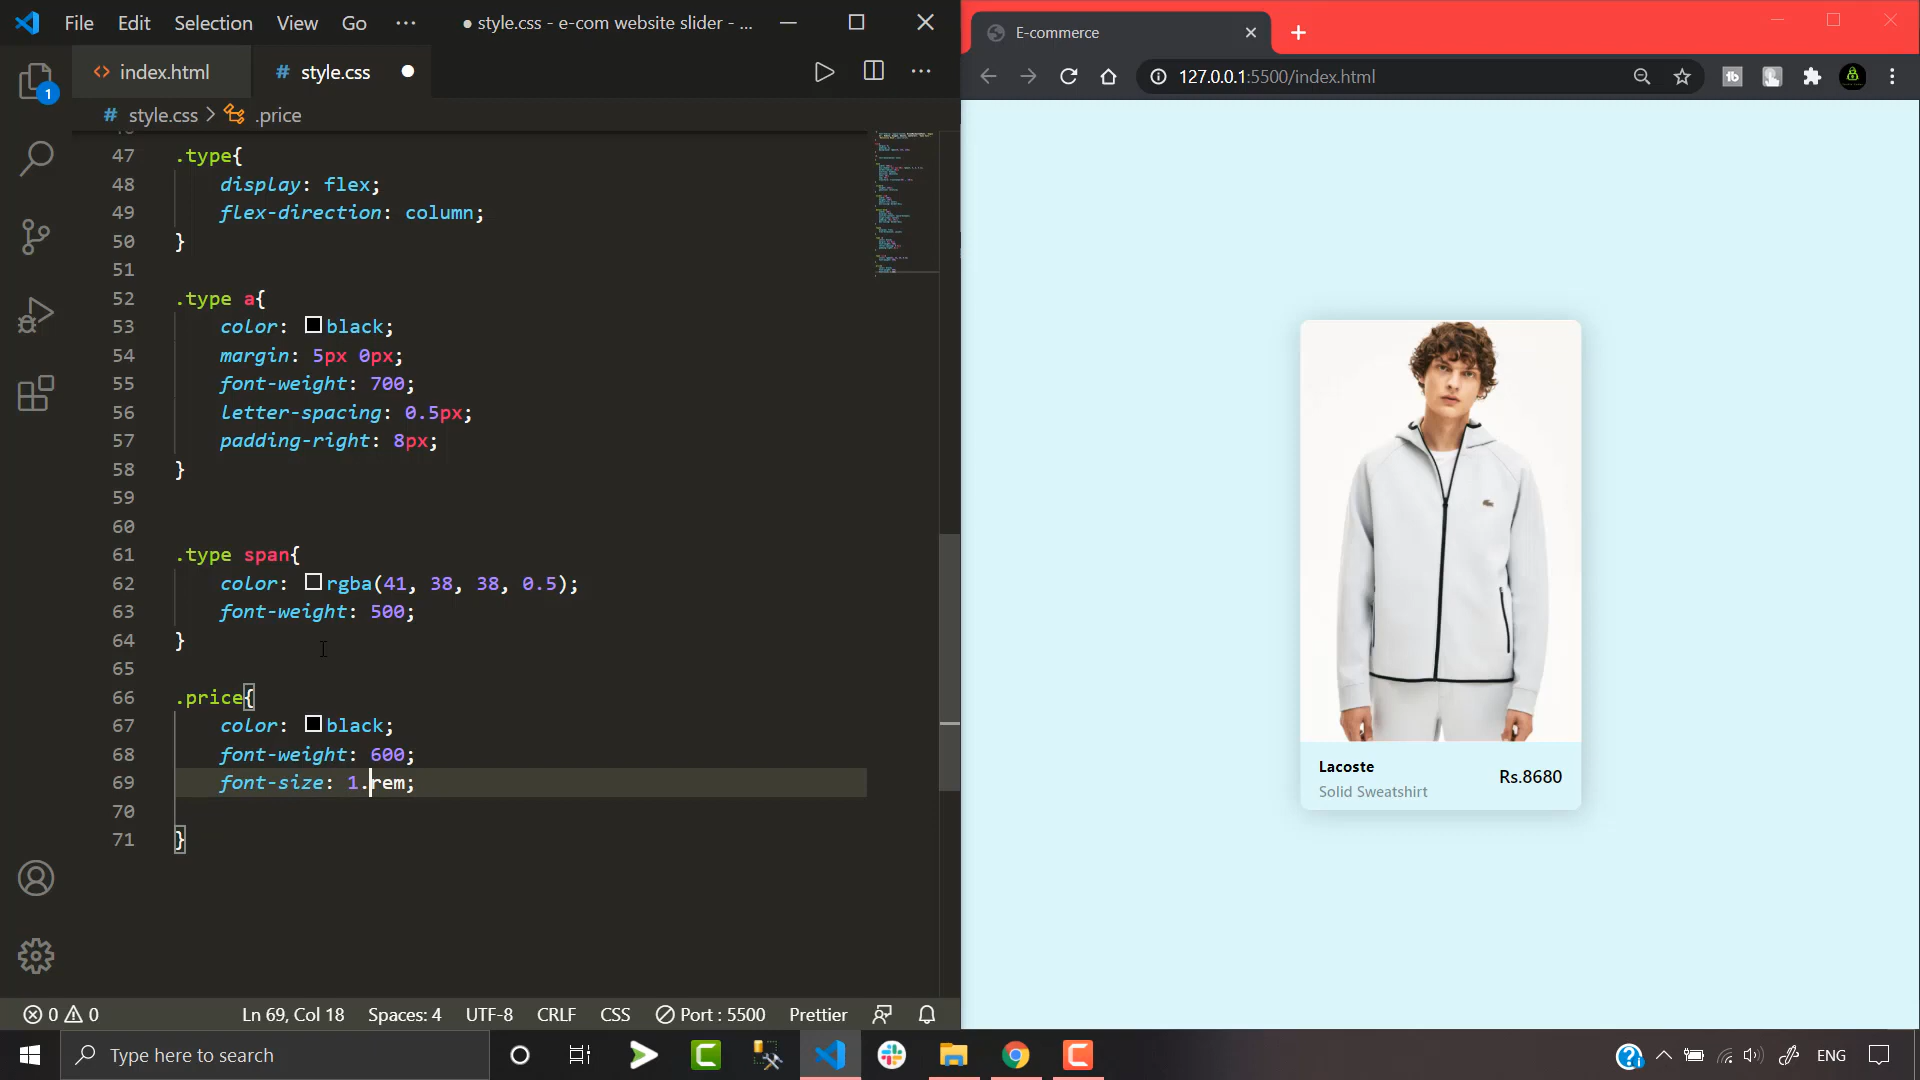 File Edit Selection View Go ··· ● style.css - e-com website slider - ...
index.html
# style.css ●
# style.css > .price
1
47 .type{
48 display: flex;
49 flex-direction: column;
50 }
51
52 .type a{
53 color: black;
54 margin: 5px 0px;
55 font-weight: 700;
56 letter-spacing: 0.5px;
57 padding-right: 8px;
58 }
59
60
61 .type span{
62 color: rgba(41, 38, 38, 0.5);
63 font-weight: 500;
64 }
65
66 .price{
67 color: black;
68 font-weight: 600;
69 font-size: 1.rem;
70
71 }
0 0 Ln 69, Col 18 Spaces: 4 UTF-8 CRLF CSS Port : 5500 Prettier
E-commerce
127.0.0.1:5500/index.html
Lacoste
Solid Sweatshirt
Rs.8680
Type here to search
ENG